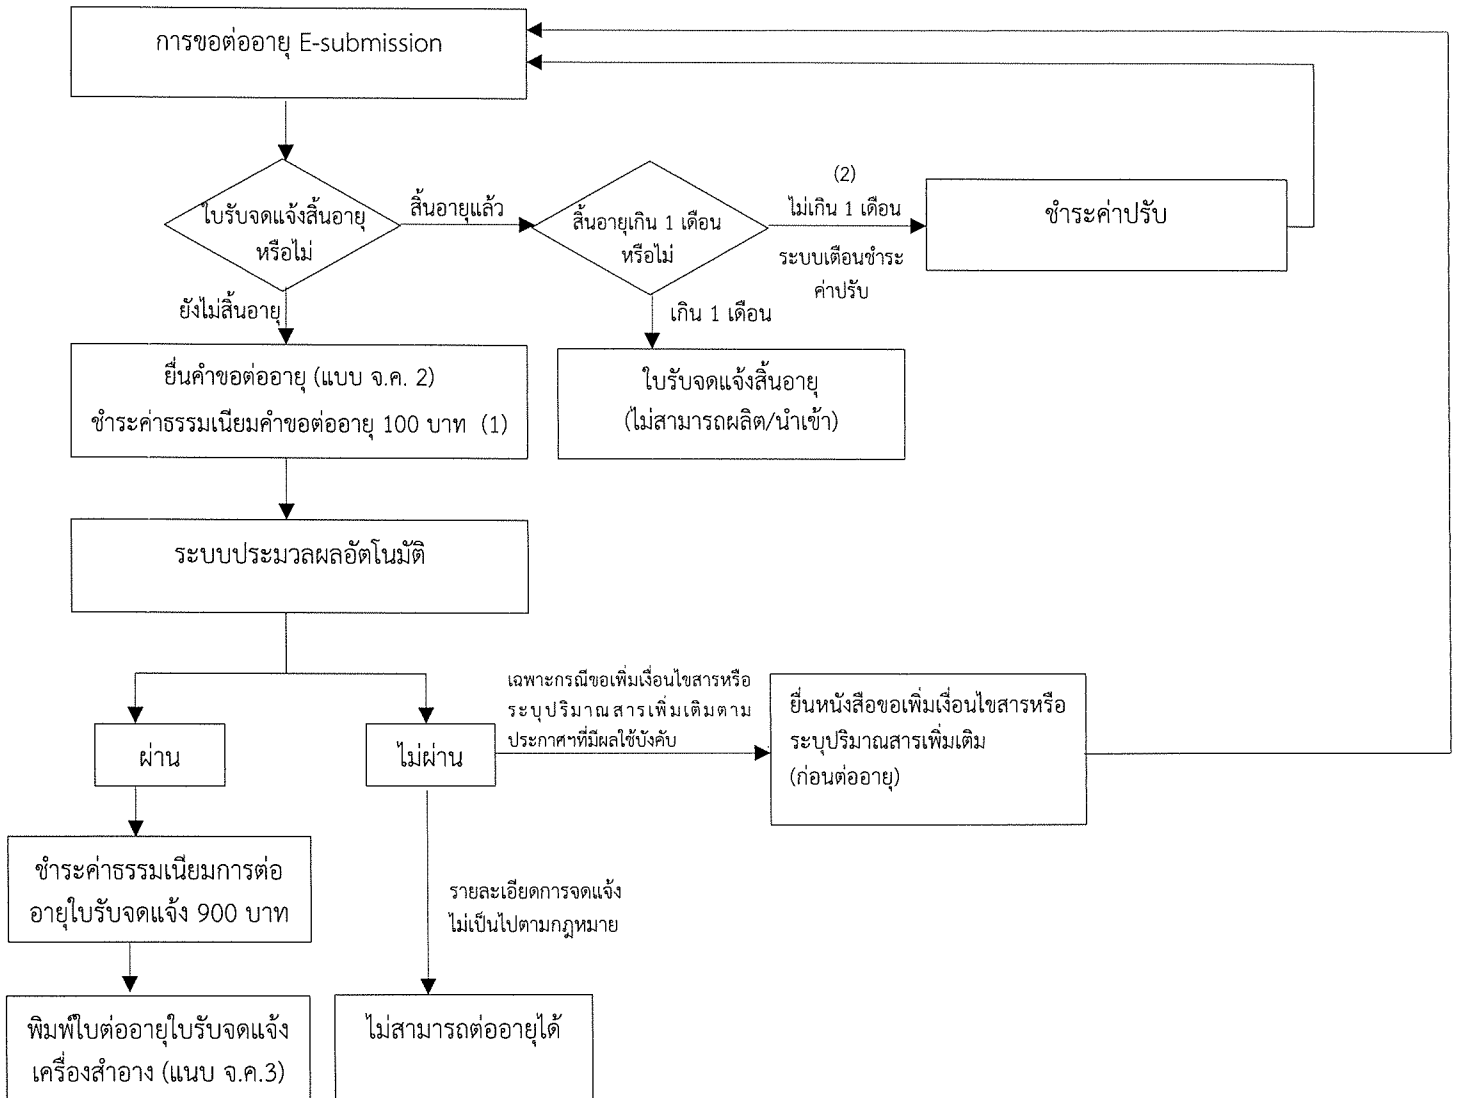 การขอต่ออายุ E-submission
ใบรับจดแจ้งสิ้นอายุ
หรือไม่
สิ้นอายุแล้ว
สิ้นอายุเกิน 1 เดือน
หรือไม่
(2)
ไม่เกิน 1 เดือน
ระบบเตือนชำระ
ค่าปรับ
ชำระค่าปรับ
ยังไม่สิ้นอายุ
เกิน 1 เดือน
ยื่นคำขอต่ออายุ (แบบ จ.ค. 2)
ชำระค่าธรรมเนียมคำขอต่ออายุ 100 บาท (1)
ใบรับจดแจ้งสิ้นอายุ
(ไม่สามารถผลิต/นำเข้า)
ระบบประมวลผลอัตโนมัติ
เฉพาะกรณีขอเพิ่มเงื่อนไขสารหรือ
ระบุปริมาณสารเพิ่มเติมตาม
ประกาศฯที่มีผลใช้บังคับ
ผ่าน
ไม่ผ่าน
ยื่นหนังสือขอเพิ่มเงื่อนไขสารหรือ
ระบุปริมาณสารเพิ่มเติม
(ก่อนต่ออายุ)
ชำระค่าธรรมเนียมการต่อ
อายุใบรับจดแจ้ง 900 บาท
รายละเอียดการจดแจ้ง
ไม่เป็นไปตามกฎหมาย
พิมพ์ใบต่ออายุใบรับจดแจ้ง
เครื่องสำอาง (แนบ จ.ค.3)
ไม่สามารถต่ออายุได้